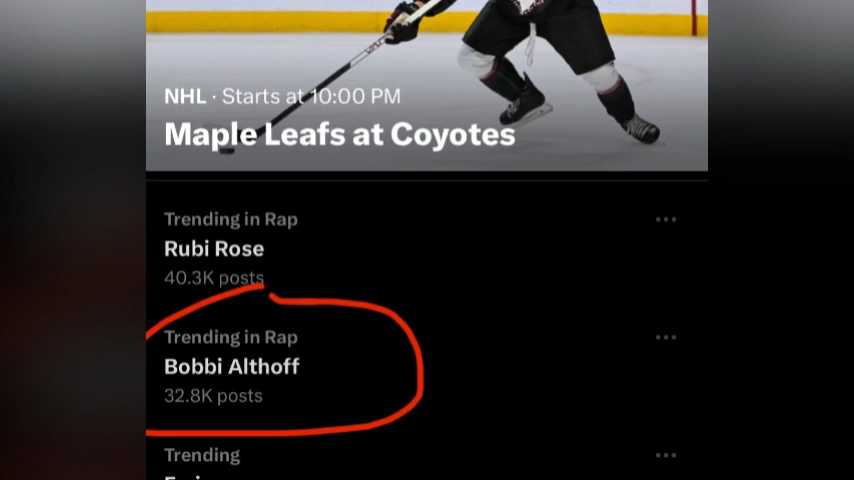 NHL · Starts at 10:00 PM
Maple Leafs at Coyotes
Trending in Rap
Rubi Rose
40.3K posts
Trending in Rap
Bobbi Althoff
32.8K posts
Trending